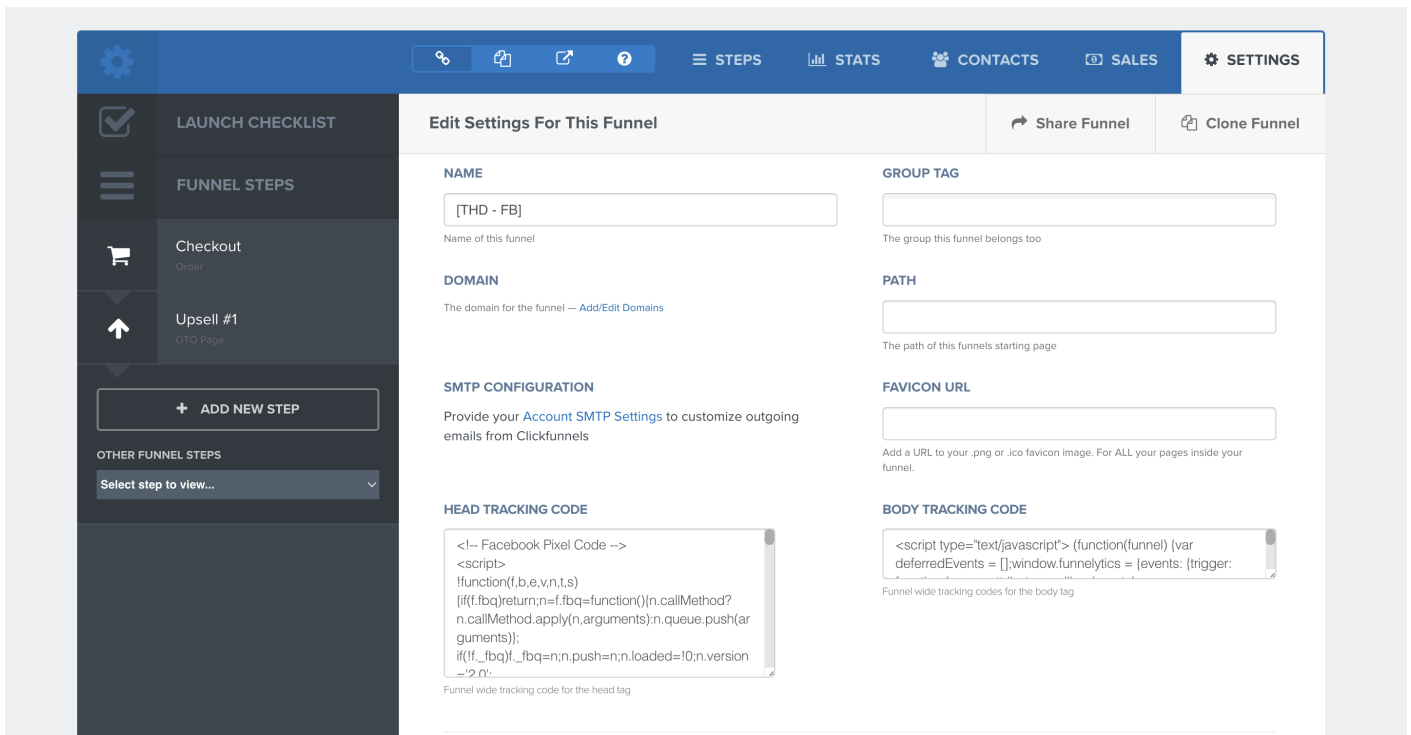 STEPS
STATS
CONTACTS
SALES
SETTINGS
LAUNCH CHECKLIST
FUNNEL STEPS
Checkout
Order
Upsell #1
OTO Page
+ ADD NEW STEP
OTHER FUNNEL STEPS
Select step to view...
Edit Settings For This Funnel
Share Funnel
Clone Funnel
NAME
[THD - FB]
Name of this funnel
GROUP TAG
The group this funnel belongs too
DOMAIN
The domain for the funnel — Add/Edit Domains
PATH
The path of this funnels starting page
SMTP CONFIGURATION
Provide your Account SMTP Settings to customize outgoing
emails from Clickfunnels
FAVICON URL
Add a URL to your .png or .ico favicon image. For ALL your pages inside your
funnel.
HEAD TRACKING CODE
<!-- Facebook Pixel Code -->
<script>
!function(f,b,e,v,n,t,s)
{if(f.fbq)return;n=f.fbq=function(){n.callMethod?
n.callMethod.apply(n,arguments):n.queue.push(ar
guments)};
if(!f._fbq)f._fbq=n;n.push=n;n.loaded=!0;n.version
='2.0';
Funnel wide tracking code for the head tag
BODY TRACKING CODE
<script type="text/javascript"> (function(funnel) {var
deferredEvents = [];window.funnelytics = {events: {trigger:
Funnel wide tracking codes for the body tag